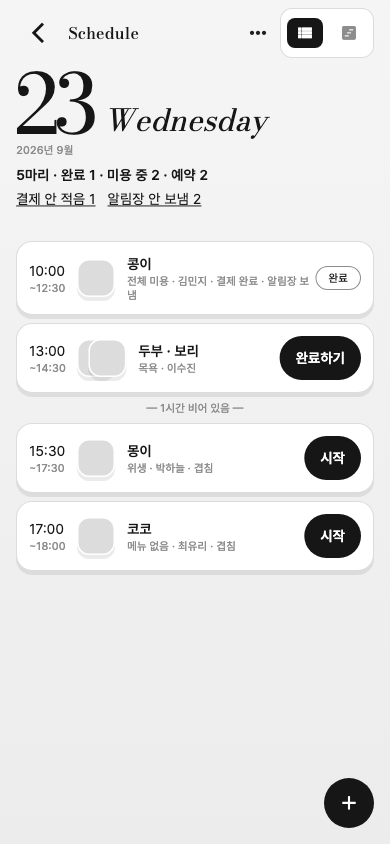 Schedule
23 Wednesday
2026년 9월
5마리 · 완료 1 · 미용 중 2 · 예약 2
결제 안 적음 1 알림장 안 보냄 2
10:00
~12:30
콩이
전체 미용 · 김민지 · 결제 완료 · 알림장 보
냄
완료
13:00
~14:30
두부 · 보리
목욕 · 이수진
완료하기
— 1시간 비어 있음 —
15:30
~17:30
몽이
위생 · 박하늘 · 겹침
시작
17:00
~18:00
코코
메뉴 없음 · 최유리 · 겹침
시작